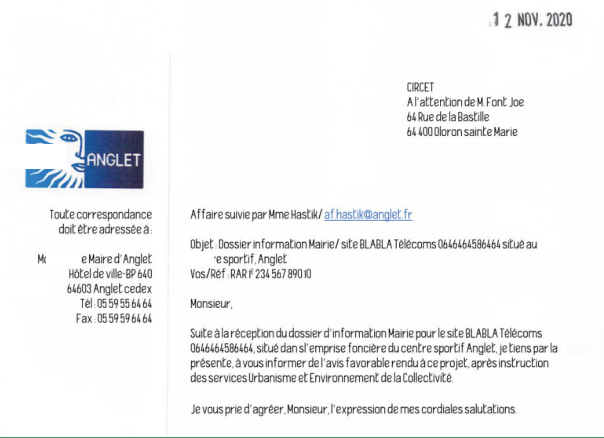 12 NOV. 2020
CIRCET
A l'attention de M. Font Joe
64 Rue de la Bastille
64 400 Oloron sainte Marie
ANGLET
Toute correspondance
doit être adressée à :
e Maire d'Anglet
Hôtel de ville-BP 640
64603 Anglet cedex
Tél : 05 59 55 64 64
Fax : 05 59 59 64 64
Affaire suivie par Mme Hastik/ af.hastik@anglet.fr
Objet : Dossier information Mairie/ site BLABLA Télécoms 0646464586464 situé au
e sportif, Anglet
Vos/Réf : RAR 1f 234 567 890 10
Monsieur,
Suite à la réception du dossier d'information Mairie pour le site BLABLA Télécoms
0646464586464, situé dan sl'emprise foncière du centre sportif Anglet, je tiens par la
présente, à vous informer de l'avis favorable rendu à ce projet, après instruction
des services Urbanisme et Environnement de la Collectivité.
Je vous prie d'agréer, Monsieur, l'expression de mes cordiales salutations.